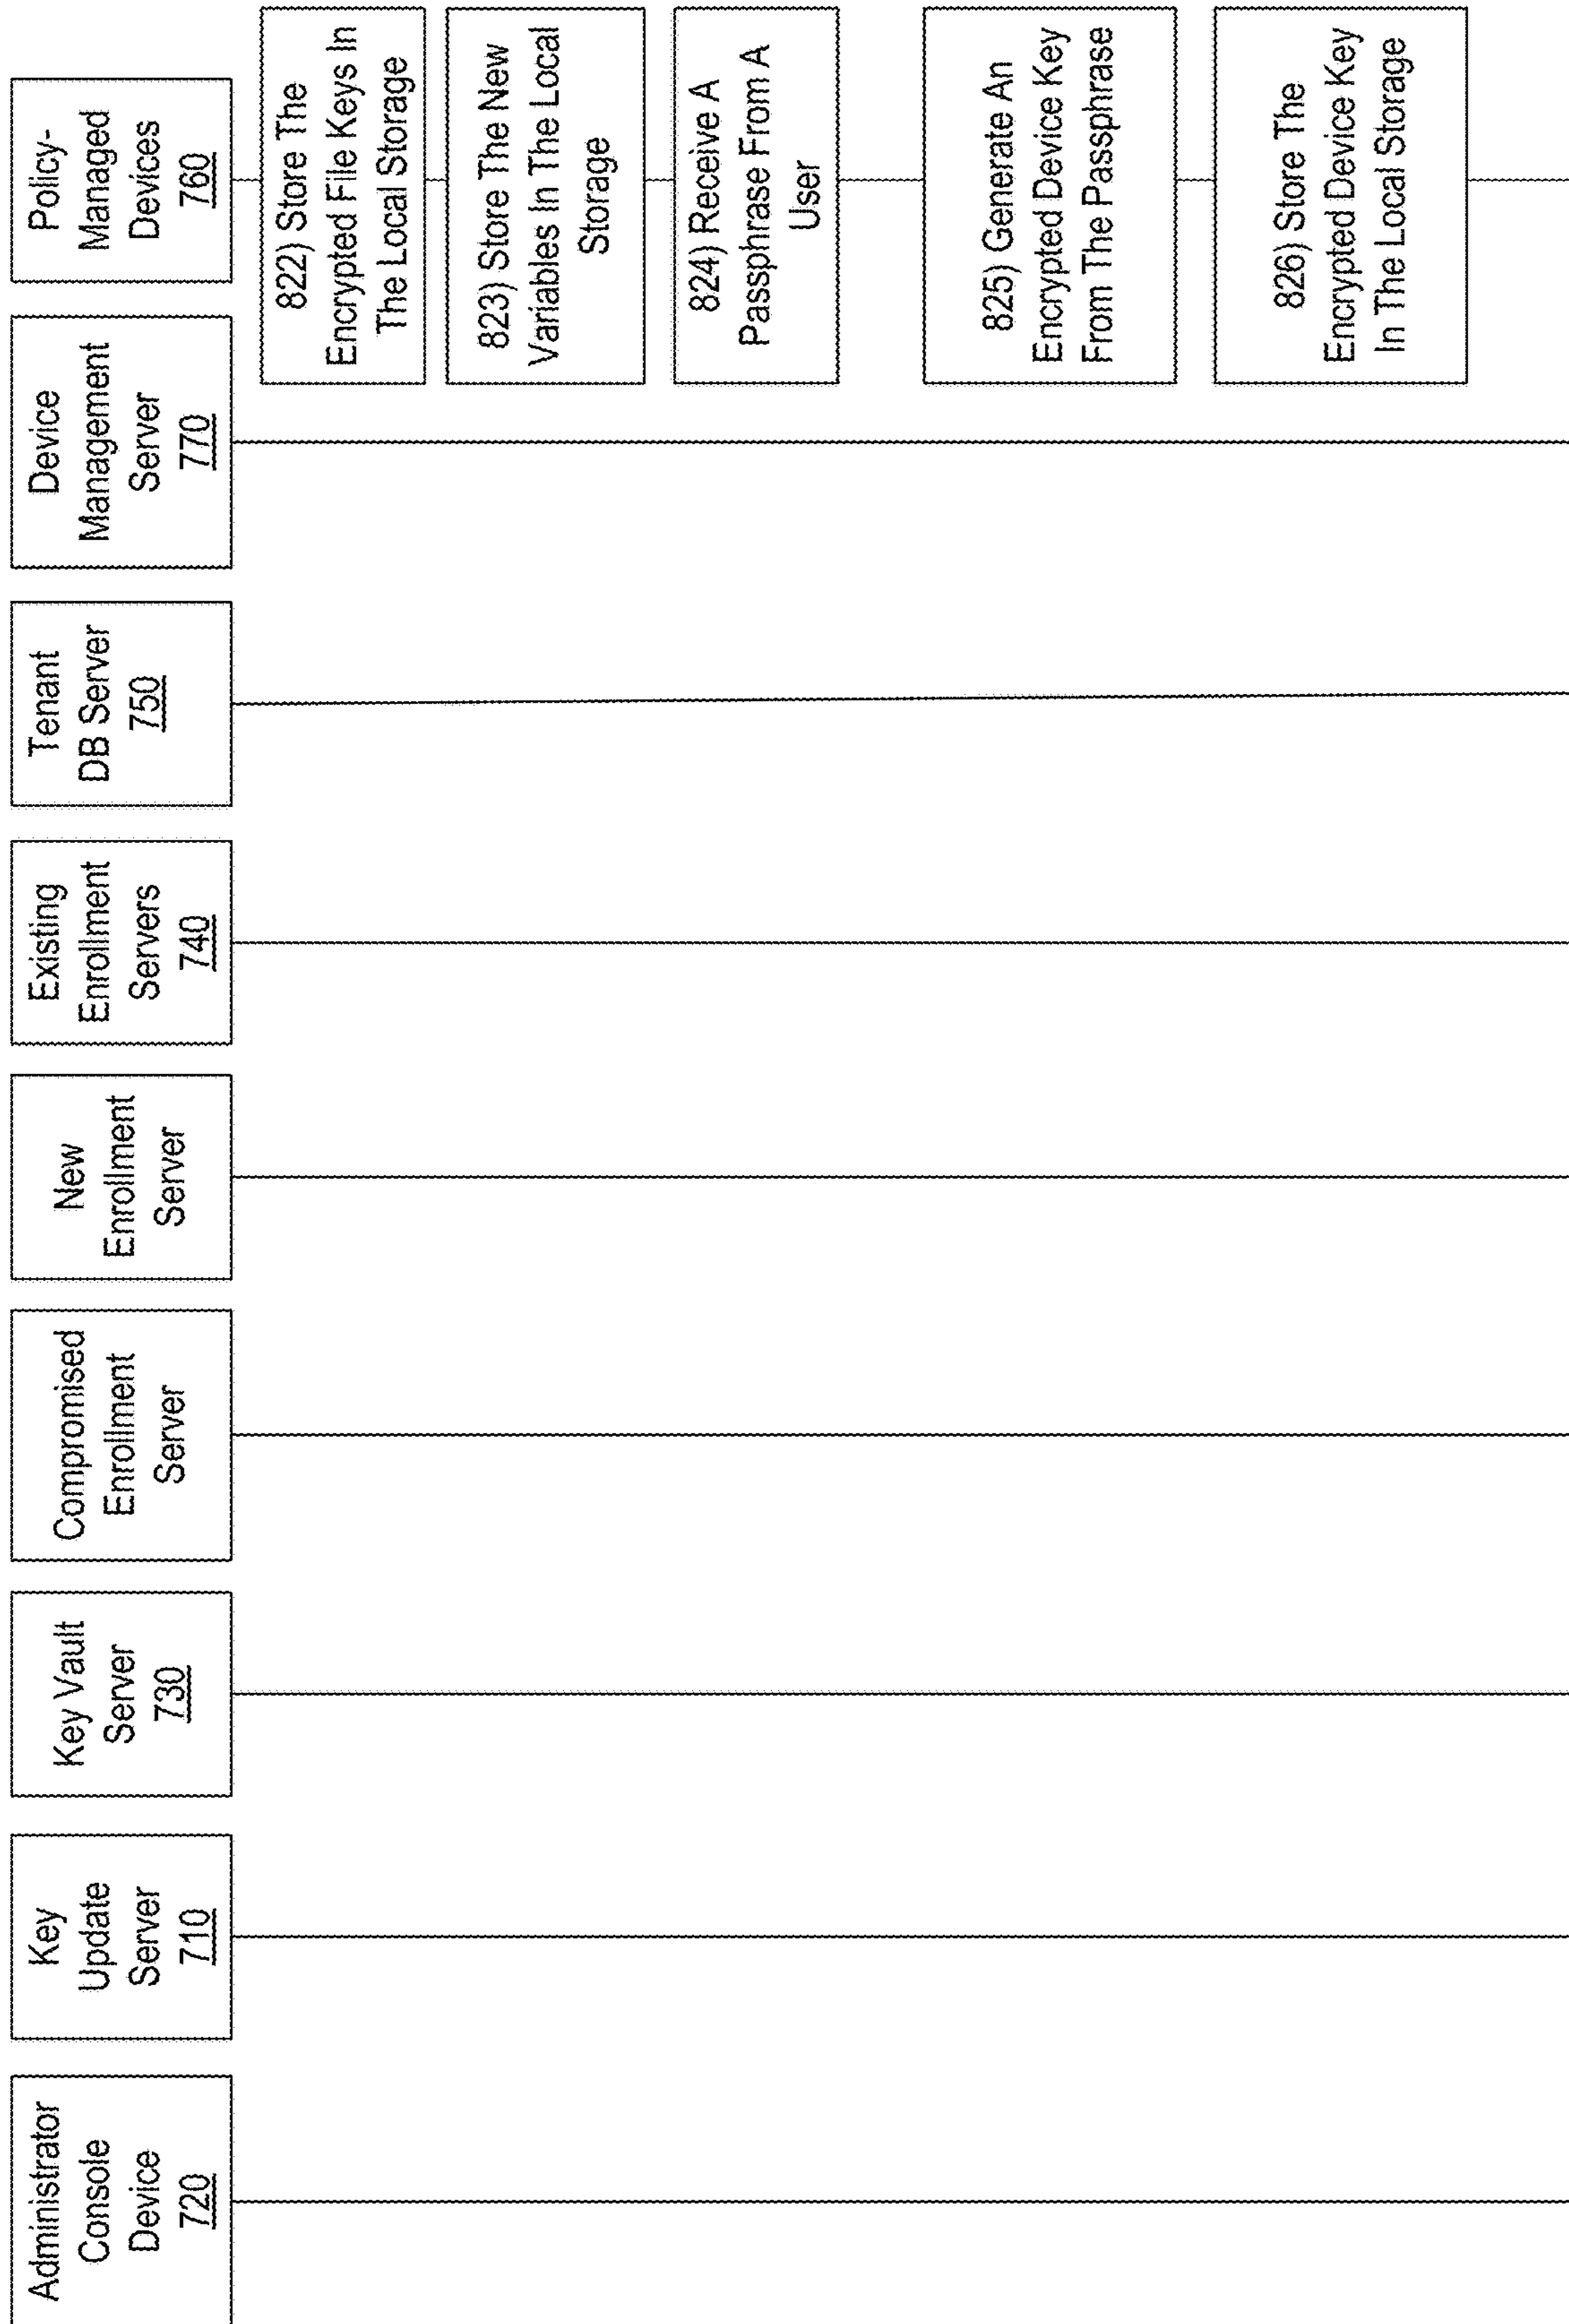 Administrator
Console
Device
720
Key
Update
Server
710
Key Vault
Server
730
Compromised
Enrollment
Server
New
Enrollment
Server
Existing
Enrollment
Servers
740
Tenant
DB Server
750
Device
Management
Server
770
Policy-
Managed
Devices
760
822) Store The
Encrypted File Keys In
The Local Storage
823) Store The New
Variables In The Local
Storage
824) Receive A
Passphrase From A
User
825) Generate An
Encrypted Device Key
From The Passphrase
826) Store The
Encrypted Device Key
In The Local Storage